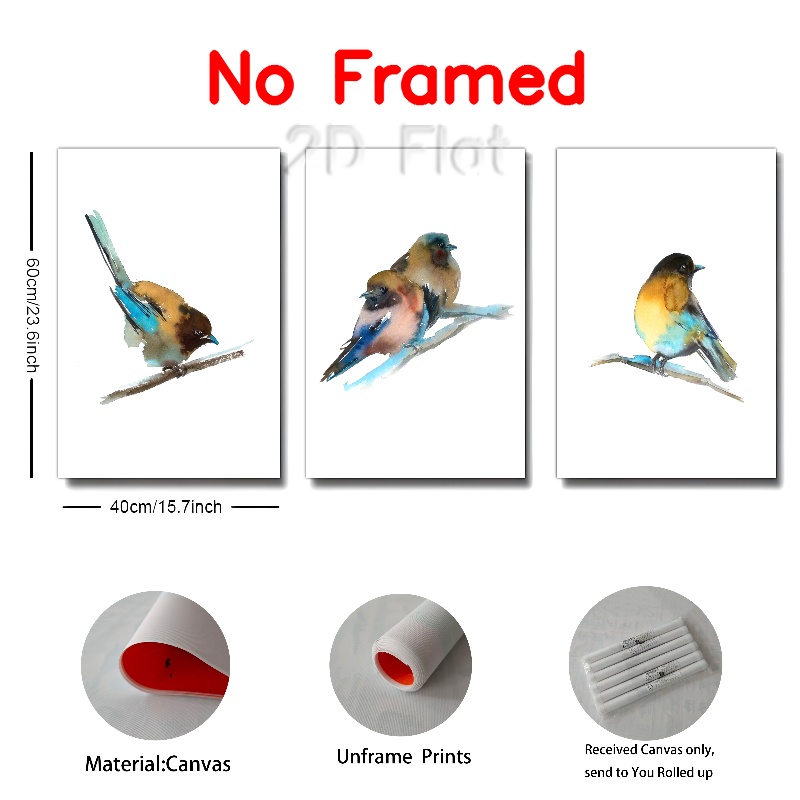 No Framed
2D Flat
60cm/23.6inch
40cm/15.7inch
Material:Canvas
Unframe Prints
Received Canvas only,
send to You Rolled up